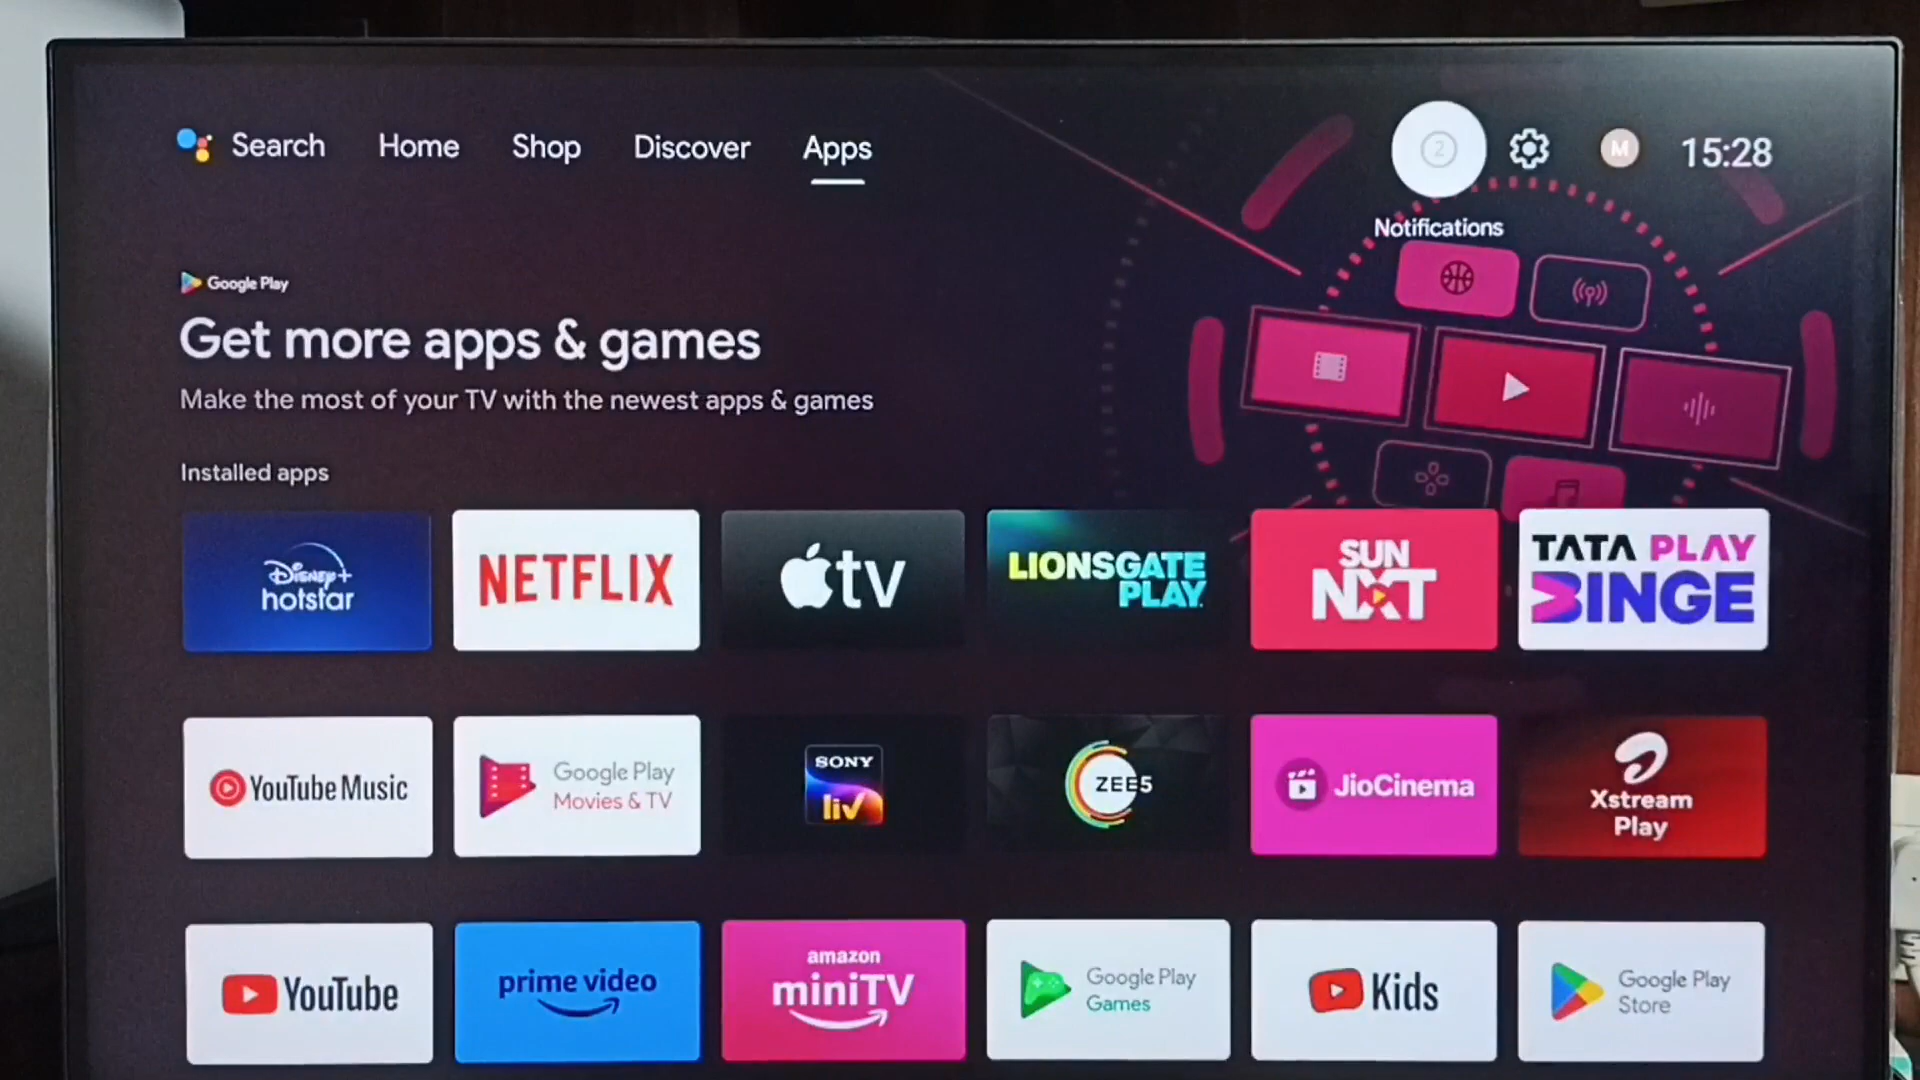 Search Home Shop Discover Apps
2 M 15:28
Notifications
Google Play
Get more apps & games
Make the most of your TV with the newest apps & games
Installed apps
Disney+
hotstar
NETFLIX
tv
LIONSGATE
PLAY
SUN
NXT
TATA PLAY
BINGE
YouTube Music
Google Play
Movies & TV
SONY
liv
ZEE5
JioCinema
Xstream
Play
YouTube
prime video
amazon
miniTV
Google Play
Games
Kids
Google Play
Store